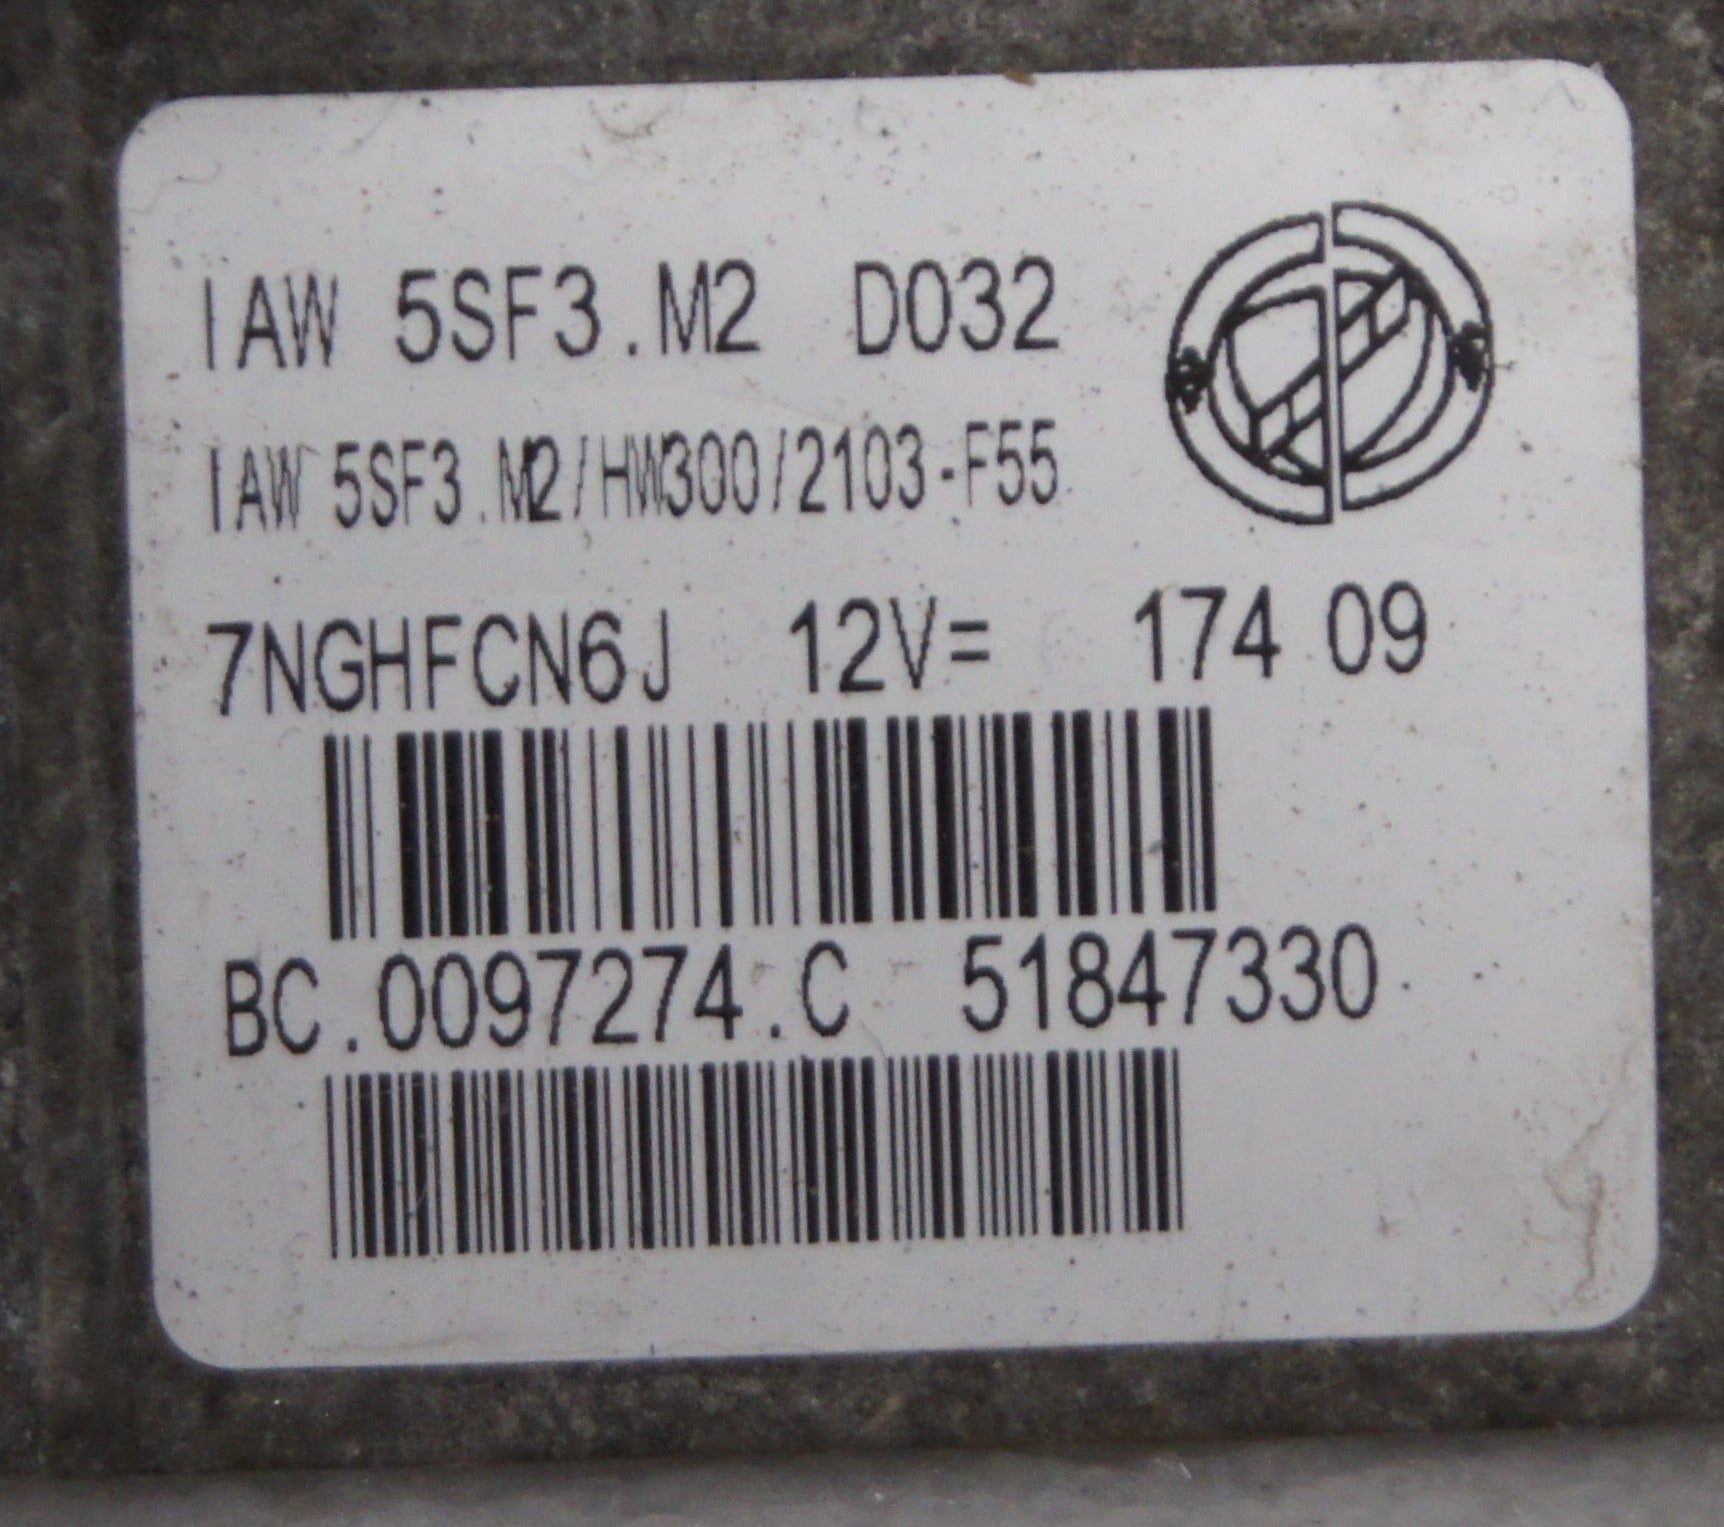 IAW 5SF3.M2 D032
IAW 5SF3.M2/HW300/2103-F55
7NGHFCN6J 12V= 174 09
BC.0097274.C 51847330